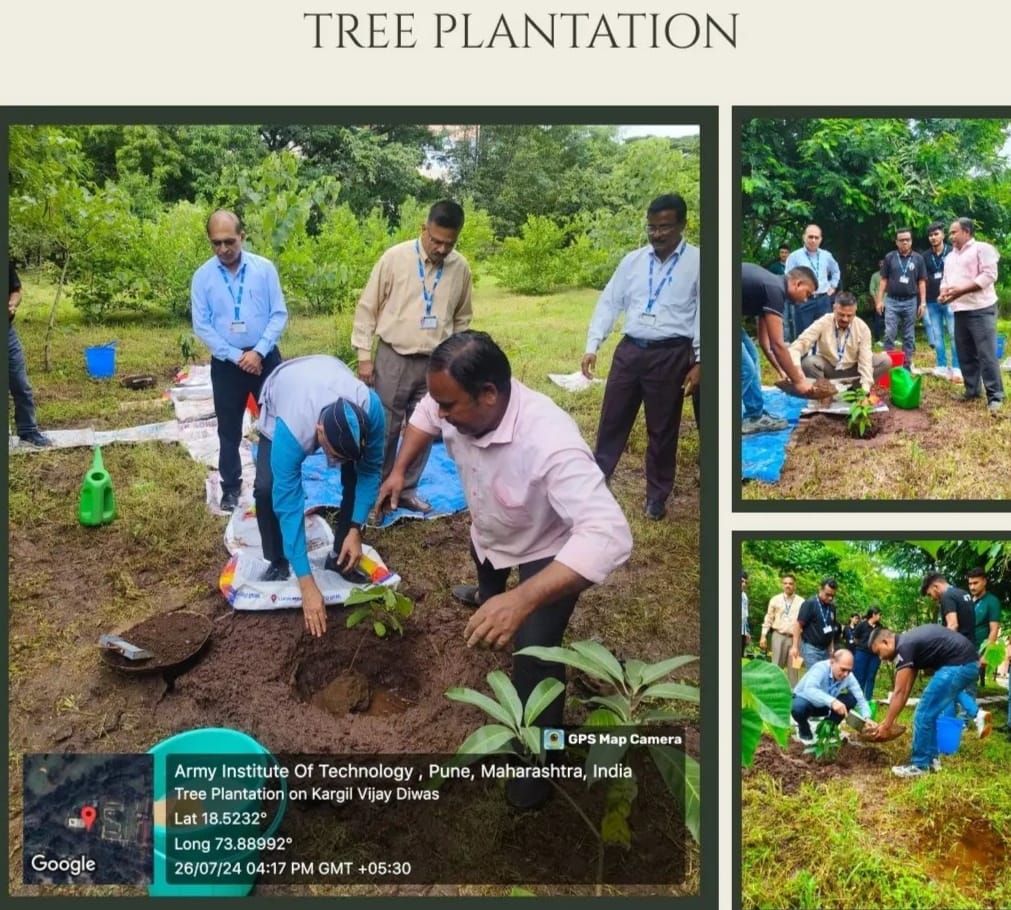 TREE PLANTATION
GPS Map Camera
Army Institute Of Technology , Pune, Maharashtra, India
Tree Plantation on Kargil Vijay Diwas
Lat 18.5232°
Long 73.88992°
26/07/24 04:17 PM GMT +05:30
Google